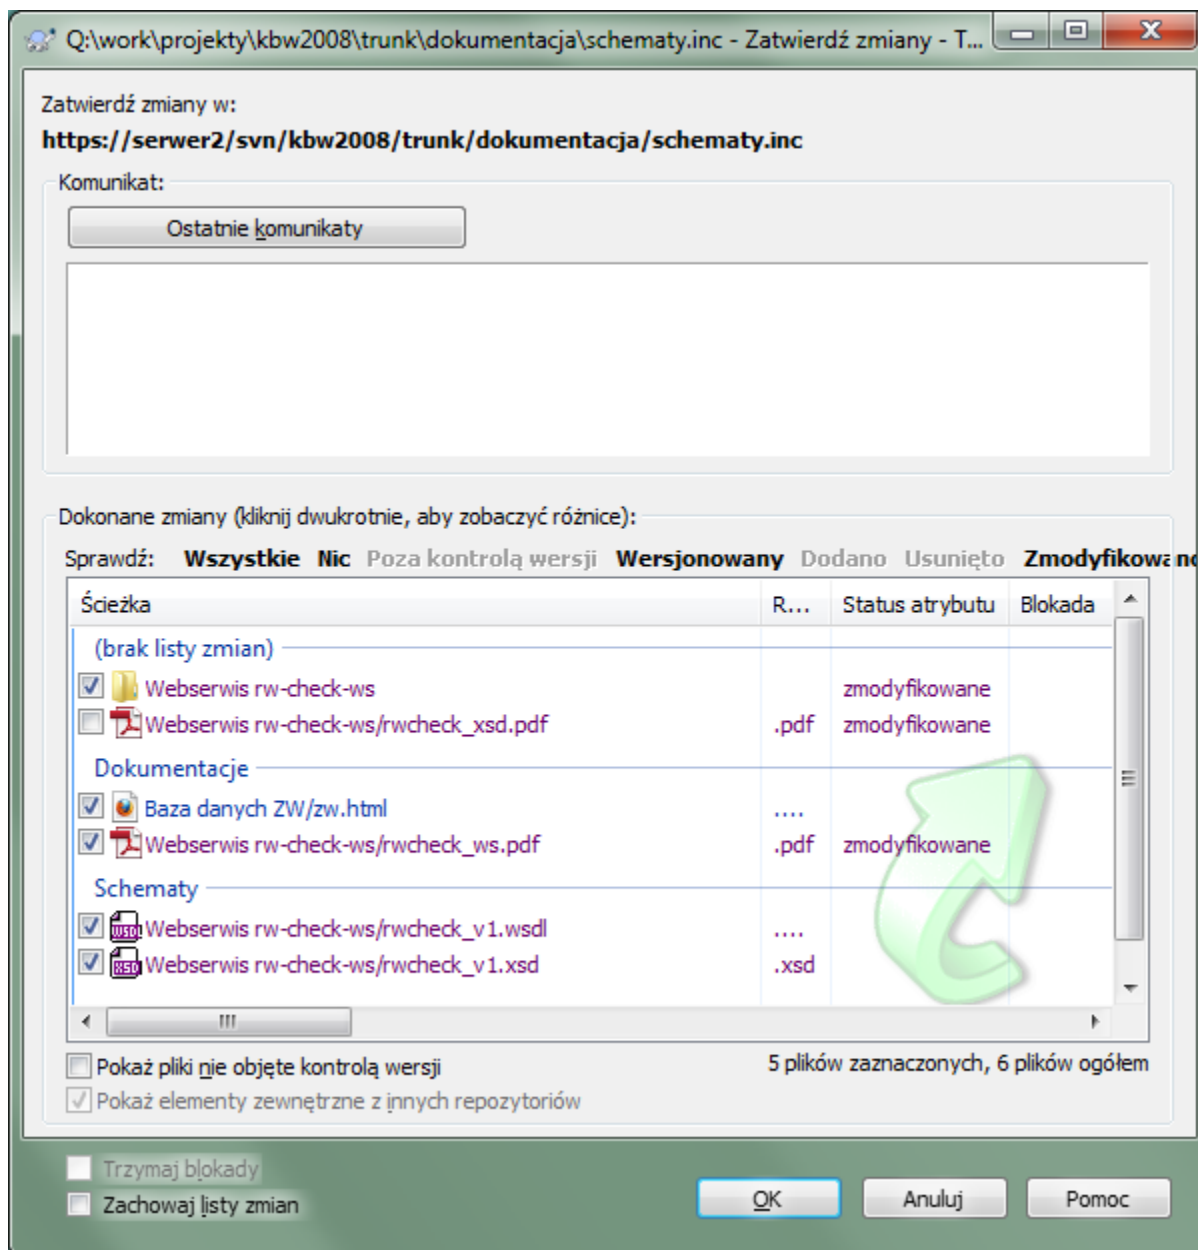 Q:\work\projekty\kbw2008\trunk\dokumentacja\schematy.inc - Zatwierdź zmiany - T...
Zatwierdź zmiany w:
https://serwer2/svn/kbw2008/trunk/dokumentacja/schematy.inc
Komunikat:
Ostatnie komunikaty
Dokonane zmiany (kliknij dwukrotnie, aby zobaczyć różnice):
Sprawdź: Wszystkie Nic Poza kontrolą wersji Wersjonowany Dodano Usunięto Zmodyfikowano
Ścieżka R... Status atrybutu Blokada
(brak listy zmian)
Webserwis rw-check-ws zmodyfikowane
Webserwis rw-check-ws/rwcheck_xsd.pdf .pdf zmodyfikowane
Dokumentacje
Baza danych ZW/zw.html ....
Webserwis rw-check-ws/rwcheck_ws.pdf .pdf zmodyfikowane
Schematy
WSDL Webserwis rw-check-ws/rwcheck_v1.wsdl ....
XSD Webserwis rw-check-ws/rwcheck_v1.xsd .xsd
Pokaż pliki nie objęte kontrolą wersji 5 plików zaznaczonych, 6 plików ogółem
Pokaż elementy zewnętrzne z innych repozytoriów
Trzymaj blokady
Zachowaj listy zmian OK Anuluj Pomoc